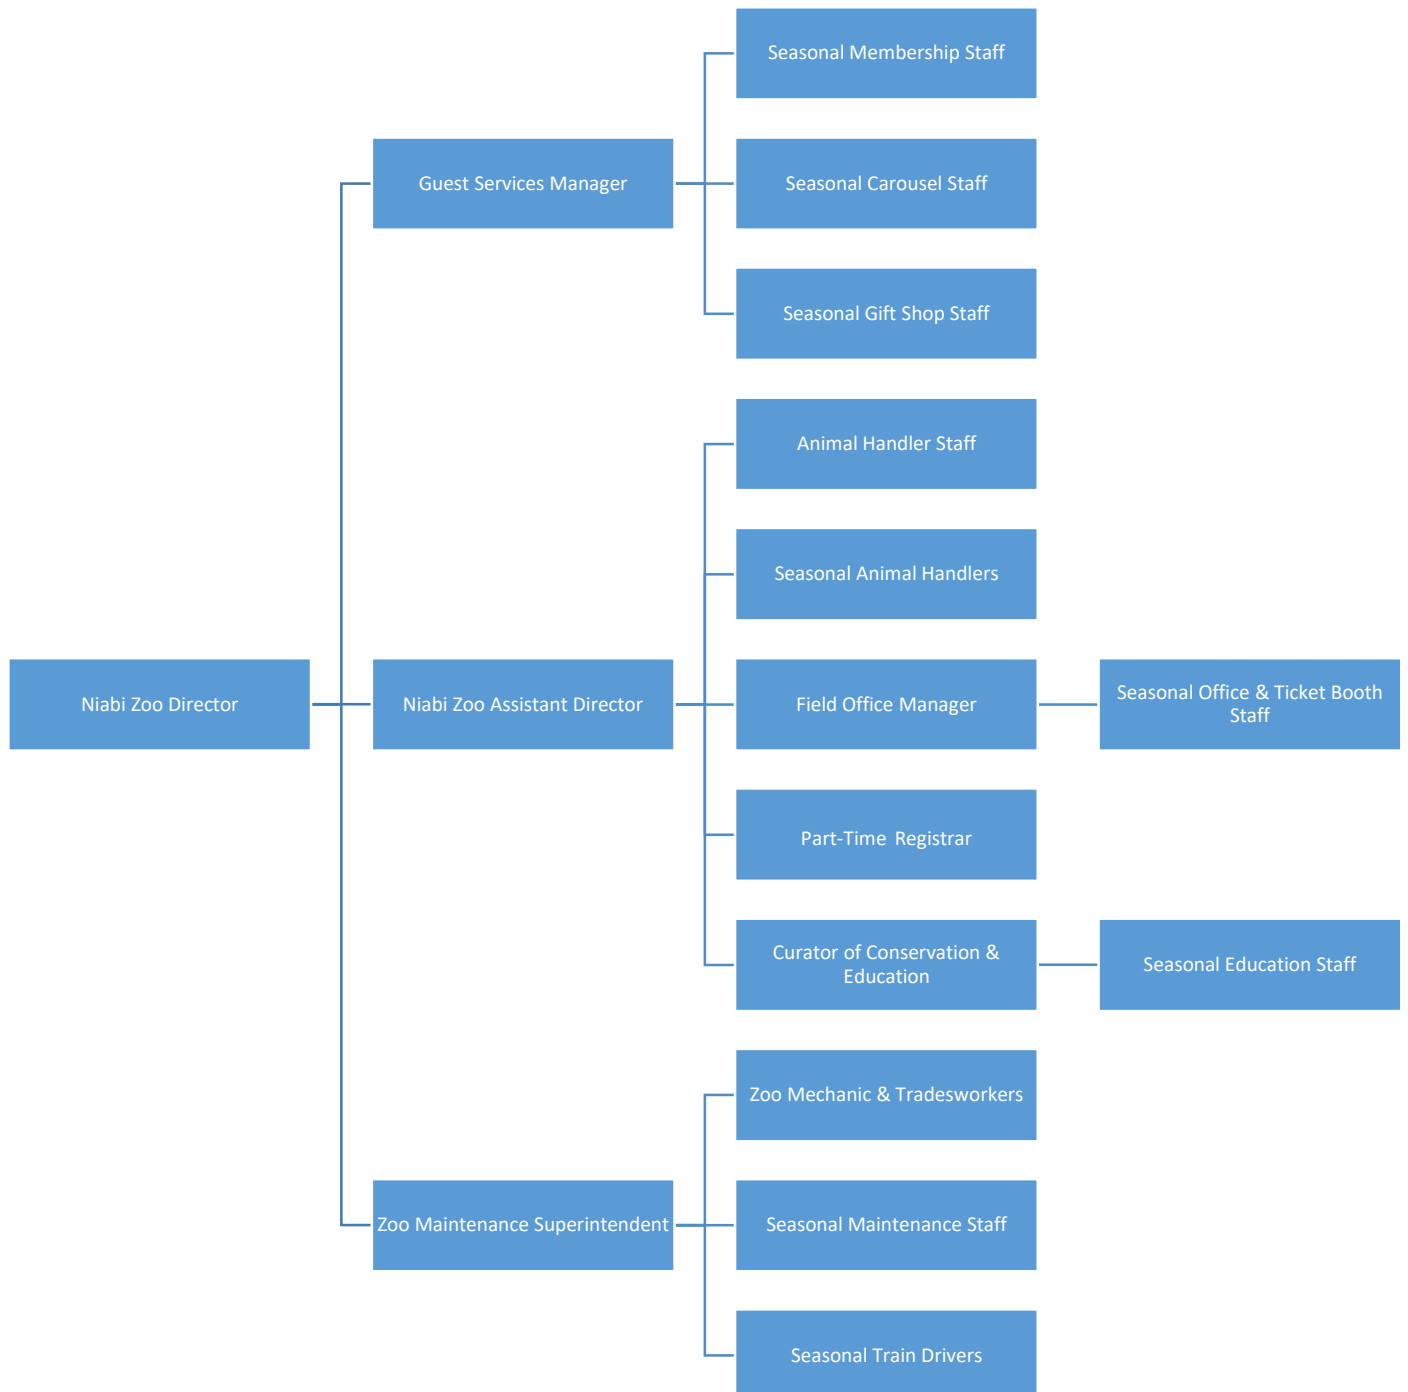 Seasonal Membership Staff
Guest Services Manager
Seasonal Carousel Staff
Seasonal Gift Shop Staff
Animal Handler Staff
Seasonal Animal Handlers
Niabi Zoo Director
Niabi Zoo Assistant Director
Field Office Manager
Seasonal Office & Ticket Booth
Staff
Part-Time Registrar
Curator of Conservation &
Education
Seasonal Education Staff
Zoo Mechanic & Tradesworkers
Zoo Maintenance Superintendent
Seasonal Maintenance Staff
Seasonal Train Drivers